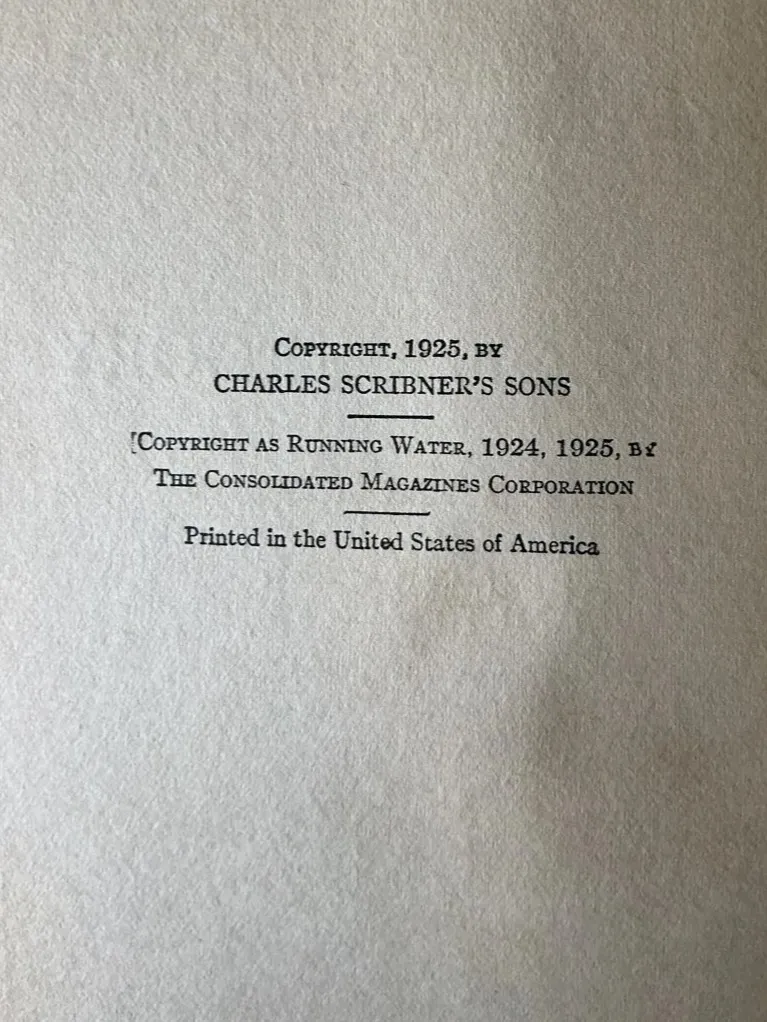 Copyright, 1925, by
CHARLES SCRIBNER'S SONS
[Copyright as Running Water, 1924, 1925, by
The Consolidated Magazines Corporation
Printed in the United States of America